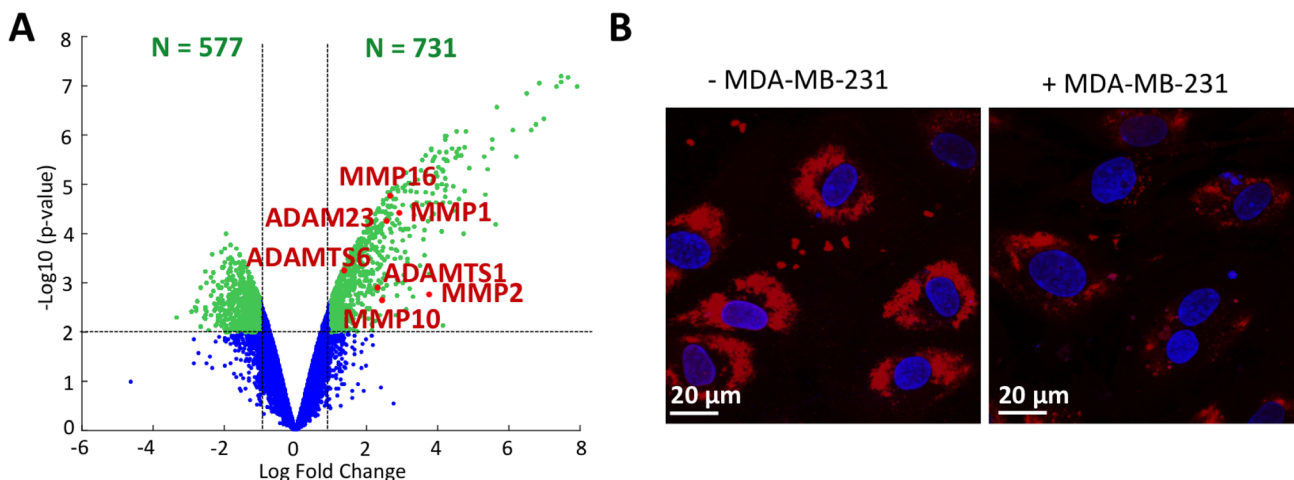 A
N = 577
N = 731
8
7
6
5
4
3
2
1
0
-Log10 (p-value)
MMP16
ADAM23
MMP1
ADAMTS6
ADAMTS1
MMP2
MMP10
-6
-4
-2
0
2
4
6
8
Log Fold Change
B
- MDA-MB-231
+ MDA-MB-231
20 µm
20 µm